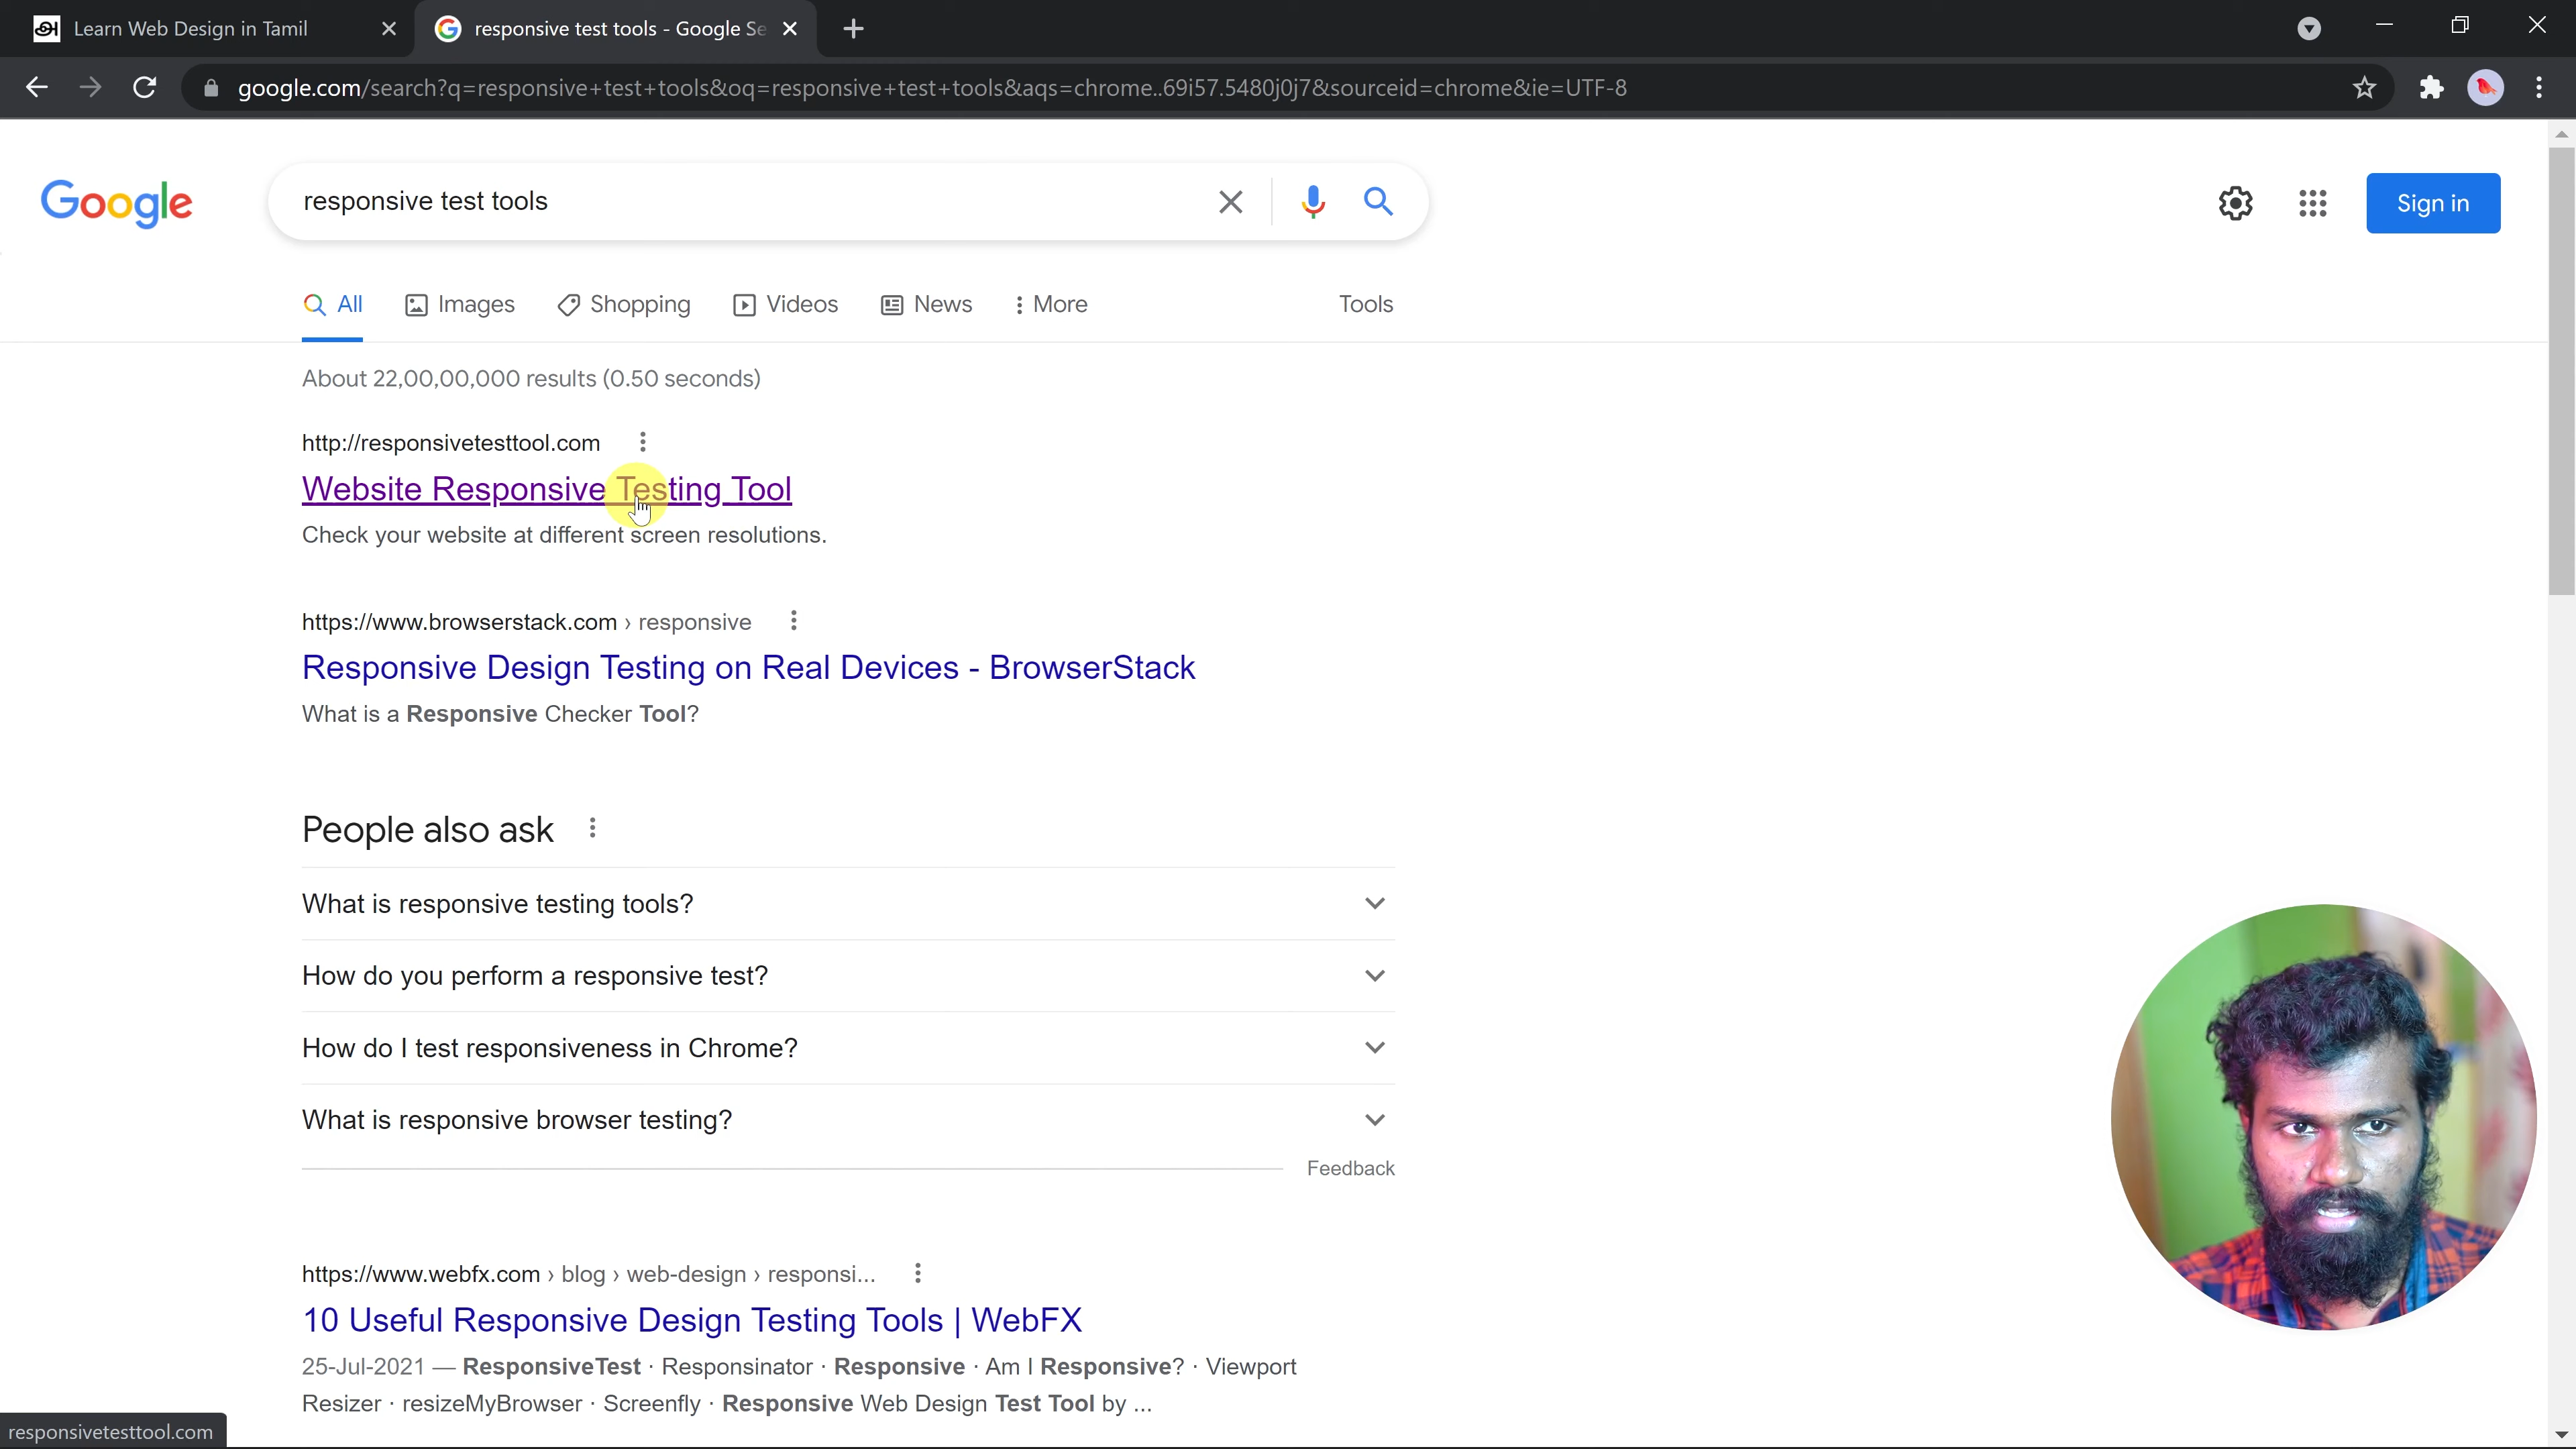 Learn Web Design in Tamil
responsive test tools - Google Se
google.com/search?q=responsive+test+tools&oq=responsive+test+tools&aqs=chrome..69i57.5480j0j7&sourceid=chrome&ie=UTF-8
Google
responsive test tools
Sign in
All
Images
Shopping
Videos
News
More
Tools
About 22,00,00,000 results (0.50 seconds)
http://responsivetesttool.com
Website Responsive Testing Tool
Check your website at different screen resolutions.
https://www.browserstack.com › responsive
Responsive Design Testing on Real Devices - BrowserStack
What is a Responsive Checker Tool?
People also ask
What is responsive testing tools?
How do you perform a responsive test?
How do I test responsiveness in Chrome?
What is responsive browser testing?
Feedback
https://www.webfx.com › blog › web-design › responsi...
10 Useful Responsive Design Testing Tools | WebFX
25-Jul-2021 — ResponsiveTest · Responsinator · Responsive · Am I Responsive? · Viewport
Resizer · resizeMyBrowser · Screenfly · Responsive Web Design Test Tool by ...
responsivetesttool.com